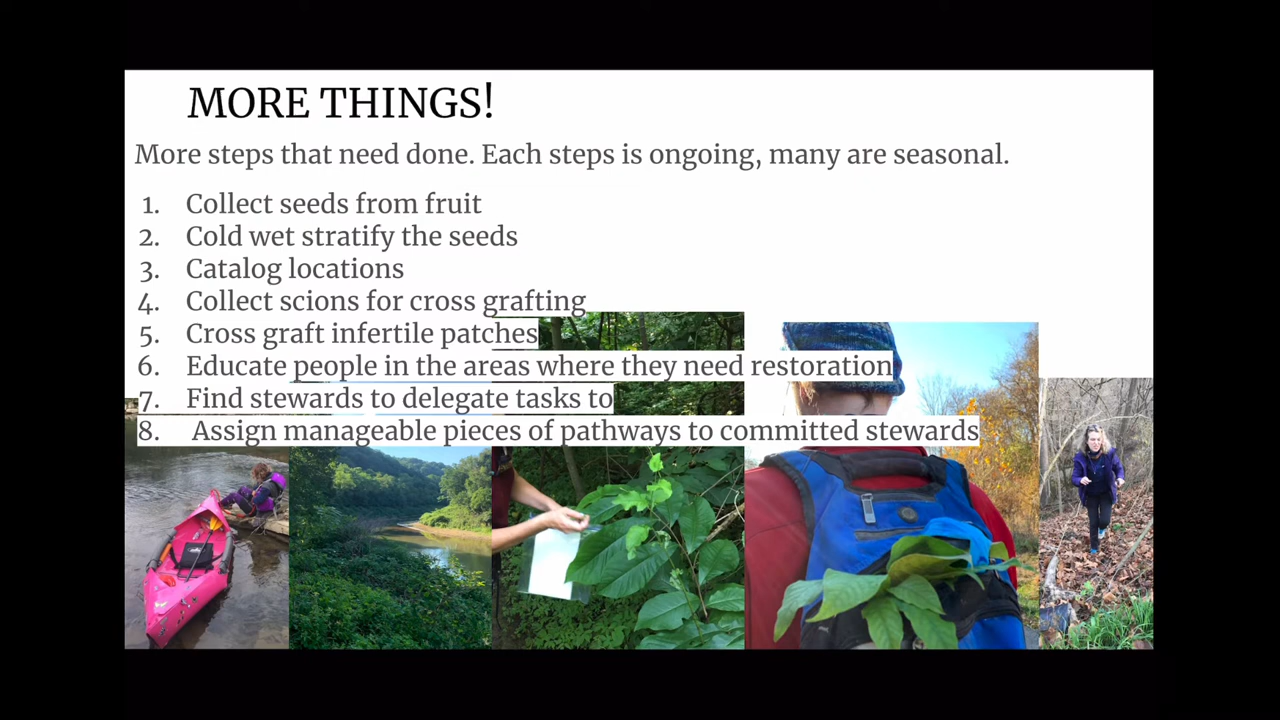 MORE THINGS!
More steps that need done. Each steps is ongoing, many are seasonal.
1. Collect seeds from fruit
2. Cold wet stratify the seeds
3. Catalog locations
4. Collect scions for cross grafting
5. Cross graft infertile patches
6. Educate people in the areas where they need restoration
7. Find stewards to delegate tasks to
8. Assign manageable pieces of pathways to committed stewards